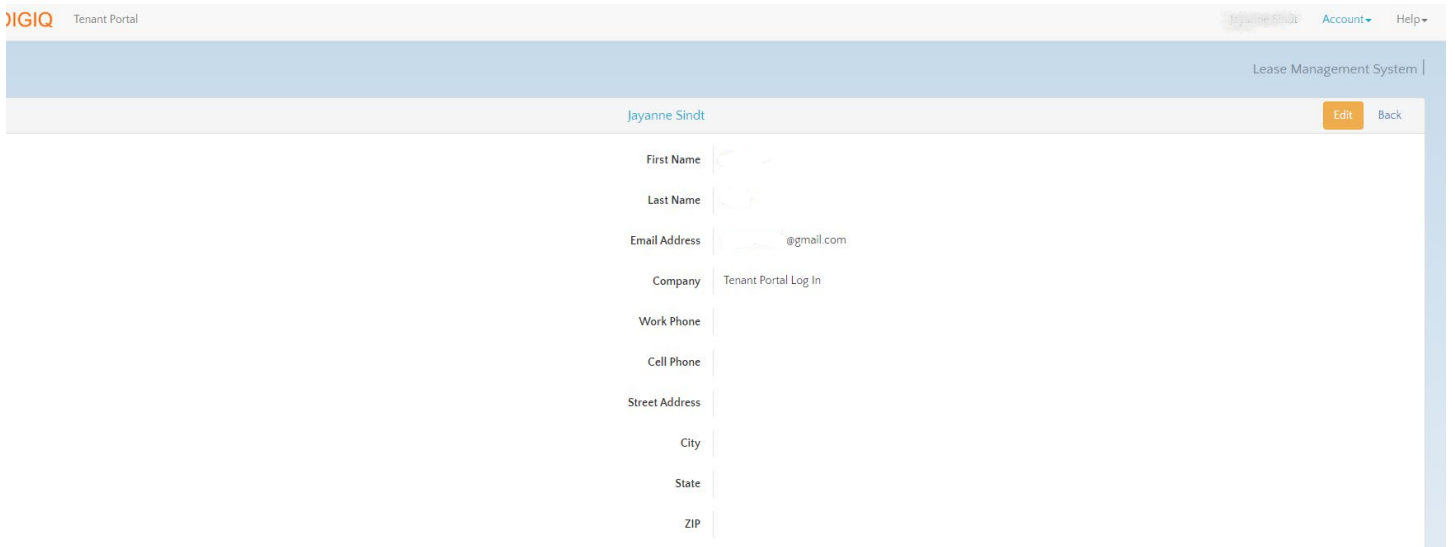 DIGIQ Tenant Portal Jayanne Sindt Account Help
Lease Management System
Jayanne Sindt Edit Back
First Name
Last Name
Email Address @gmail.com
Company Tenant Portal Log In
Work Phone
Cell Phone
Street Address
City
State
ZIP